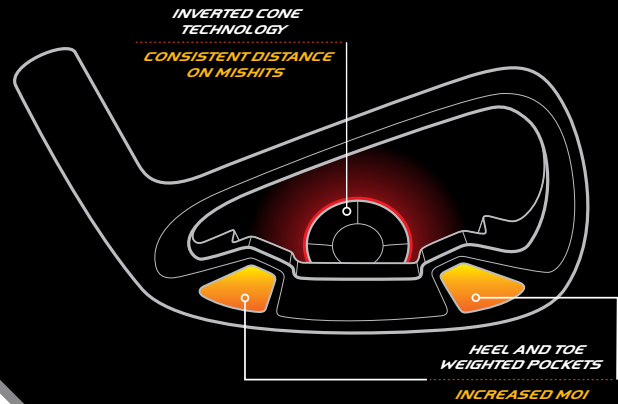 INVERTED CONE
TECHNOLOGY
CONSISTENT DISTANCE
ON MISHITS
HEEL AND TOE
WEIGHTED POCKETS
INCREASED MOI